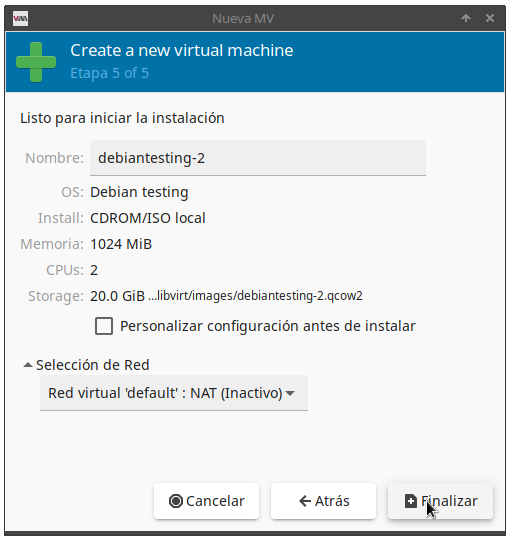 Nueva MV
Create a new virtual machine
Etapa 5 of 5
Listo para iniciar la instalación
Nombre: debiantesting-2
OS: Debian testing
Install: CDROM/ISO local
Memoria: 1024 MiB
CPUs: 2
Storage: 20.0 GiB ...libvirt/images/debiantesting-2.qcow2
Personalizar configuración antes de instalar
Selección de Red
Red virtual 'default' : NAT (Inactivo)
Cancelar Atrás Finalizar